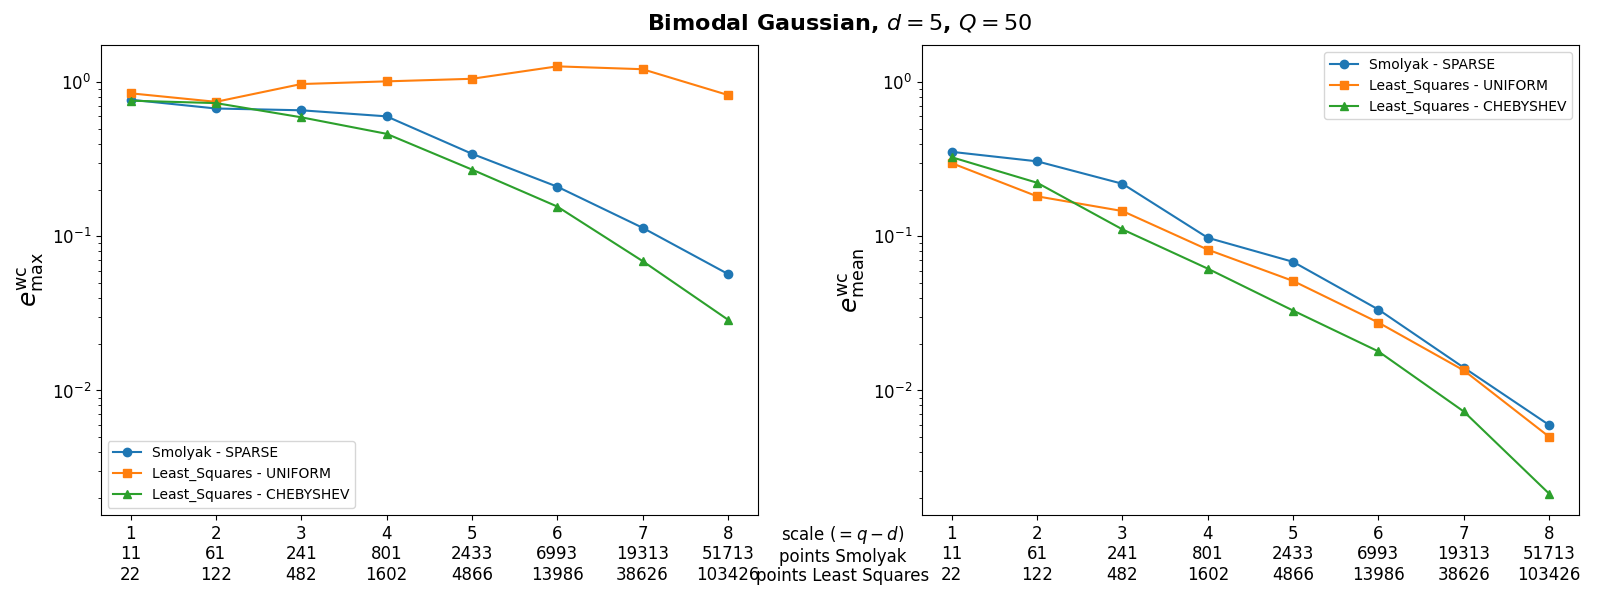 Bimodal Gaussian, d = 5, Q = 50
10^0
10^-1
10^-2
e^wc_max
Smolyak - SPARSE
Least_Squares - UNIFORM
Least_Squares - CHEBYSHEV
1 2 3 4 5 6 7 8
11 61 241 801 2433 6993 19313 51713
22 122 482 1602 4866 13986 38626 103426
scale (= q − d)
points Smolyak
points Least Squares
10^0
10^-1
10^-2
e^wc_mean
Smolyak - SPARSE
Least_Squares - UNIFORM
Least_Squares - CHEBYSHEV
1 2 3 4 5 6 7 8
11 61 241 801 2433 6993 19313 51713
22 122 482 1602 4866 13986 38626 103426